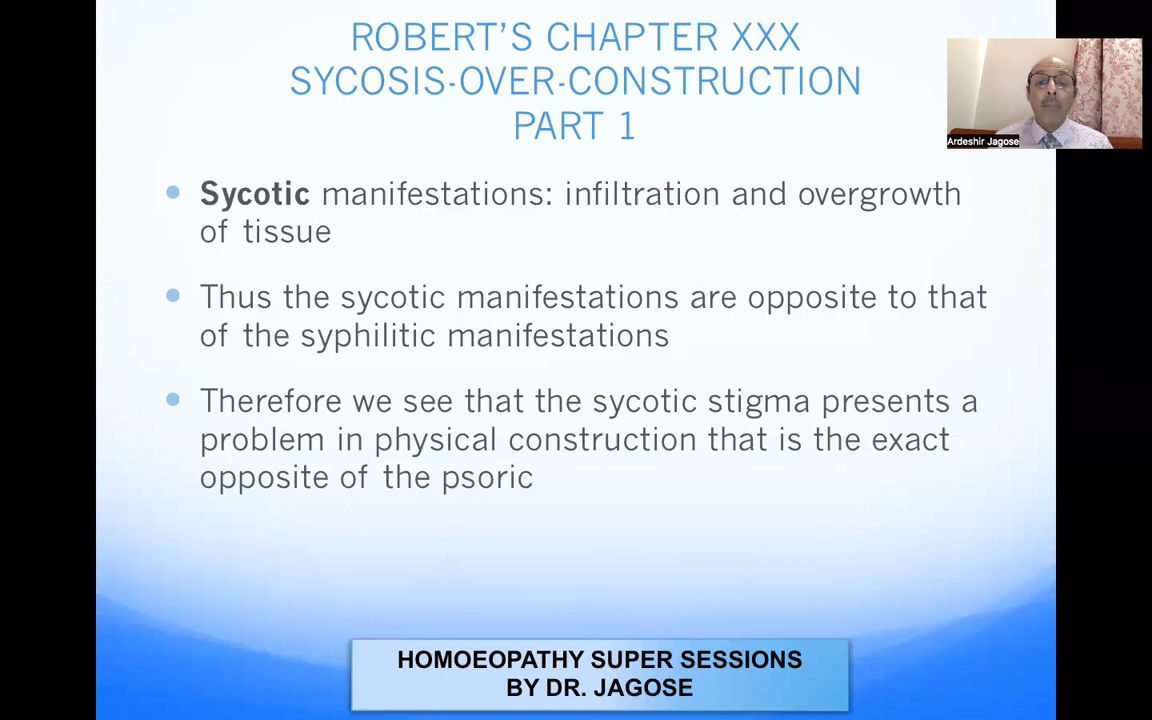 ROBERT'S CHAPTER XXX
SYCOSIS-OVER-CONSTRUCTION
PART 1
Ardeshir Jagose
Sycotic manifestations: infiltration and overgrowth
of tissue
Thus the sycotic manifestations are opposite to that
of the syphilitic manifestations
Therefore we see that the sycotic stigma presents a
problem in physical construction that is the exact
opposite of the psoric
HOMOEOPATHY SUPER SESSIONS
BY DR. JAGOSE